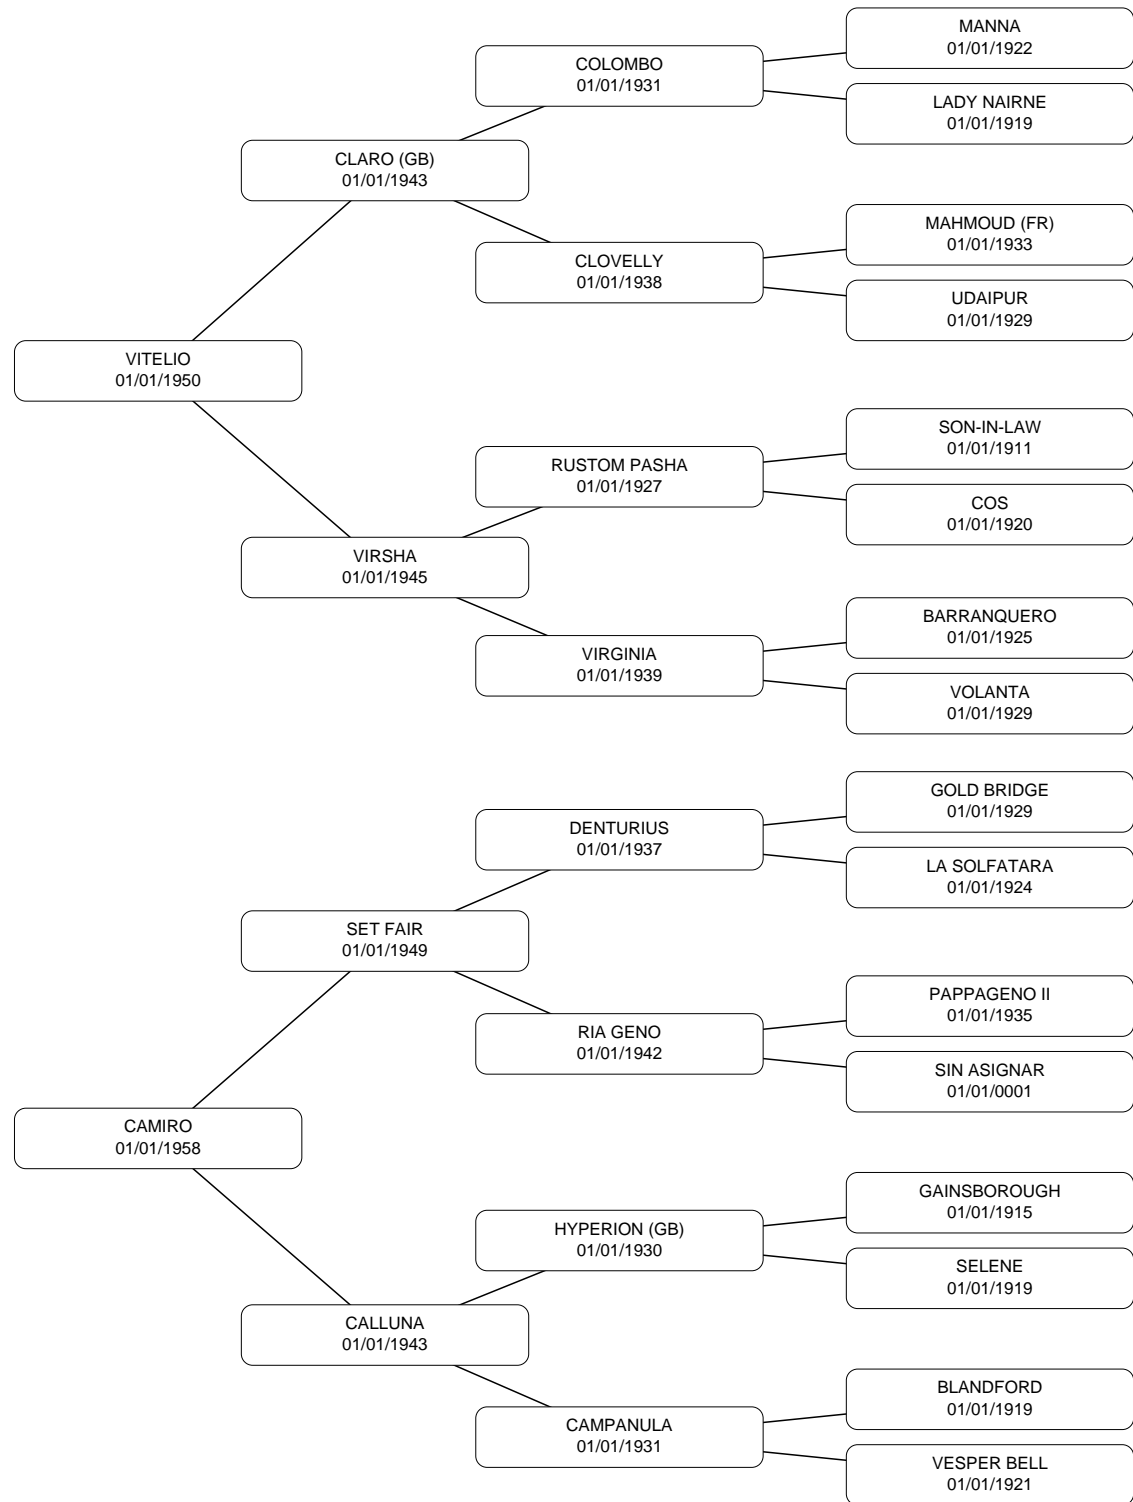 MANNA
01/01/1922
COLOMBO
01/01/1931
LADY NAIRNE
01/01/1919
CLARO (GB)
01/01/1943
MAHMOUD (FR)
01/01/1933
CLOVELLY
01/01/1938
UDAIPUR
01/01/1929
VITELIO
01/01/1950
SON-IN-LAW
01/01/1911
RUSTOM PASHA
01/01/1927
COS
01/01/1920
VIRSHA
01/01/1945
BARRANQUERO
01/01/1925
VIRGINIA
01/01/1939
VOLANTA
01/01/1929
GOLD BRIDGE
01/01/1929
DENTURIUS
01/01/1937
LA SOLFATARA
01/01/1924
SET FAIR
01/01/1949
PAPPAGENO II
01/01/1935
RIA GENO
01/01/1942
SIN ASIGNAR
01/01/0001
CAMIRO
01/01/1958
GAINSBOROUGH
01/01/1915
HYPERION (GB)
01/01/1930
SELENE
01/01/1919
CALLUNA
01/01/1943
BLANDFORD
01/01/1919
CAMPANULA
01/01/1931
VESPER BELL
01/01/1921